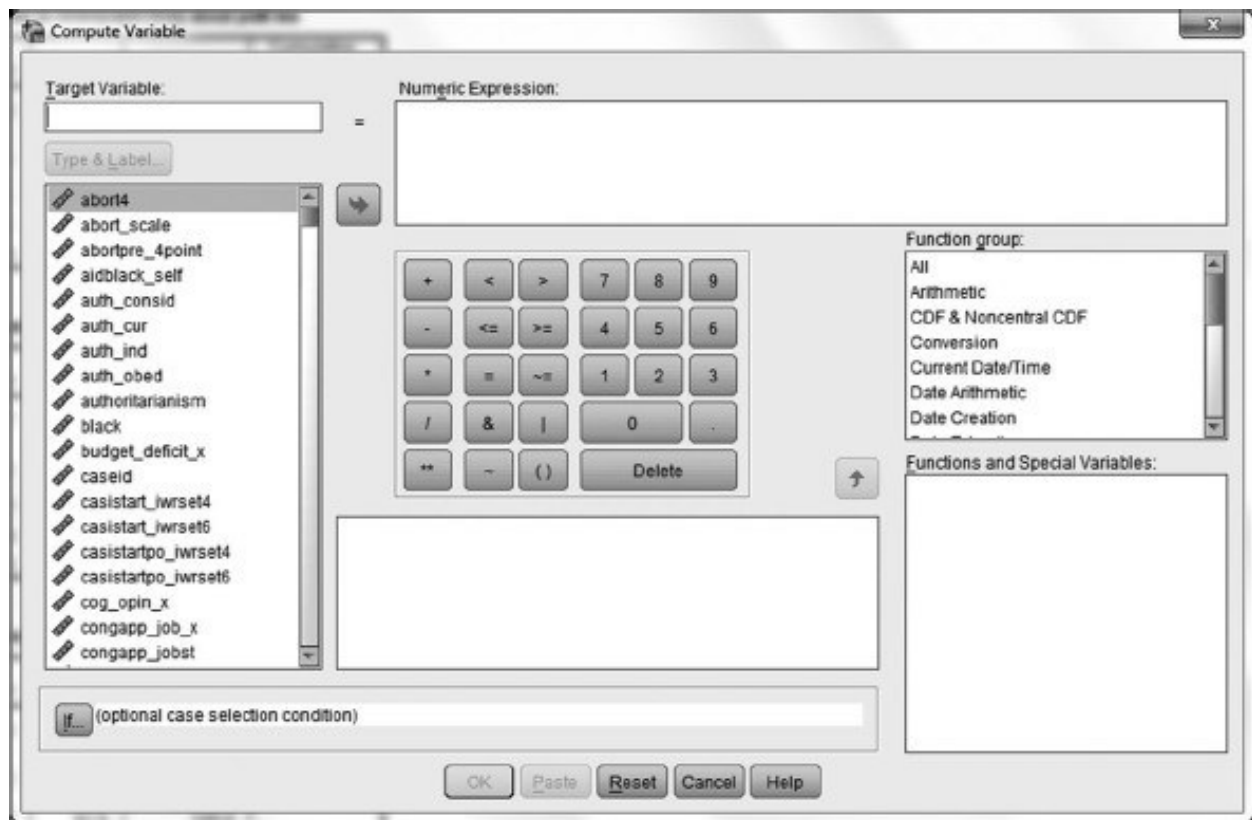 Compute Variable
x
Target Variable:
Numeric Expression:
=
Type & Label...
abort4
abort_scale
abortpre_4point
aidblack_self
auth_consid
auth_cur
auth_ind
auth_obed
authoritarianism
black
budget_deficit_x
caseid
casistart_iwrset4
casistart_iwrset6
casistartpo_iwrset4
casistartpo_iwrset6
cog_opin_x
congapp_job_x
congapp_jobst
+ < > 7 8 9
- <= >= 4 5 6
* = ~= 1 2 3
/ & | 0 .
** ~ ( ) Delete
Function group:
All
Arithmetic
CDF & Noncentral CDF
Conversion
Current Date/Time
Date Arithmetic
Date Creation
Functions and Special Variables:
If... (optional case selection condition)
OK Paste Reset Cancel Help